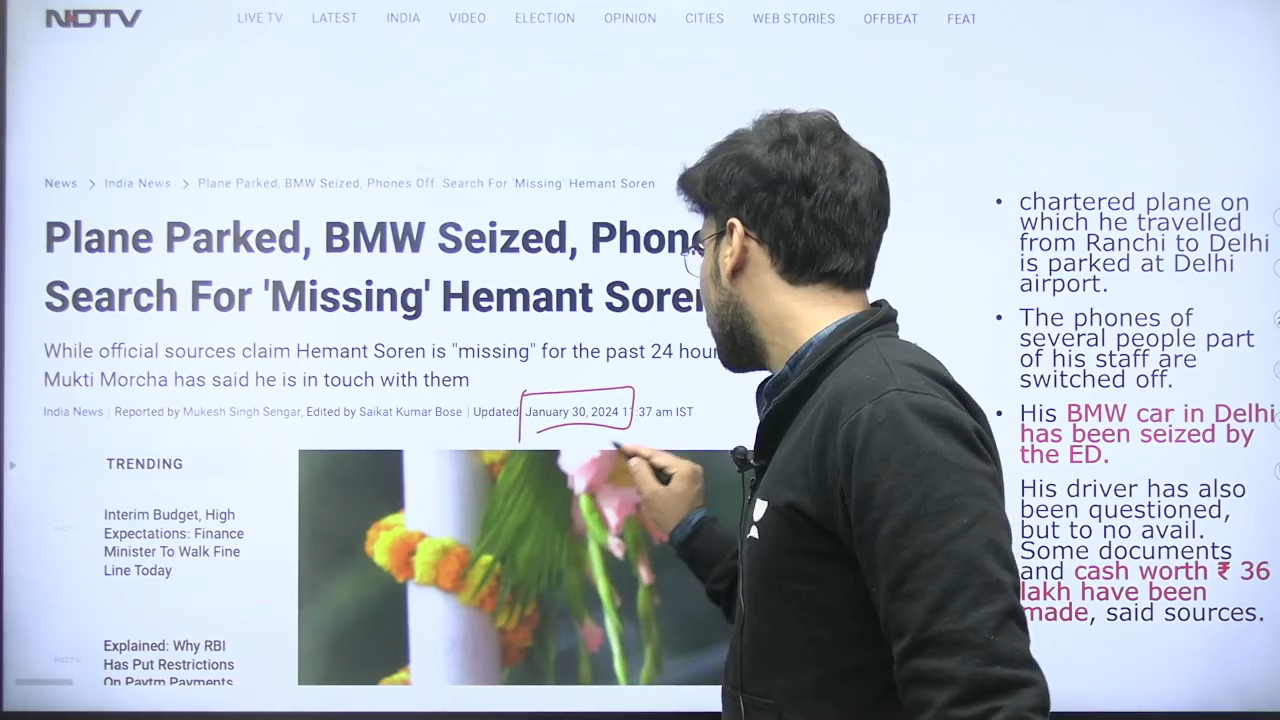 NDTV
LIVE TV LATEST INDIA VIDEO ELECTION OPINION CITIES WEB STORIES OFFBEAT FEAT
News > India News > Plane Parked, BMW Seized, Phones Off: Search For 'Missing' Hemant Soren
Plane Parked, BMW Seized, Phon
Search For 'Missing' Hemant Soren
While official sources claim Hemant Soren is "missing" for the past 24 hour
Mukti Morcha has said he is in touch with them
India News | Reported by Mukesh Singh Sengar, Edited by Saikat Kumar Bose | Updated January 30, 2024 11:37 am IST
TRENDING
Interim Budget, High
Expectations: Finance
Minister To Walk Fine
Line Today
Explained: Why RBI
Has Put Restrictions
On Paytm Payments
• chartered plane on
which he travelled
from Ranchi to Delhi
is parked at Delhi
airport.
• The phones of
several people part
of his staff are
switched off.
• His BMW car in Delhi
has been seized by
the ED.
His driver has also
been questioned,
but to no avail.
Some documents
and cash worth ₹ 36
lakh have been
made, said sources.